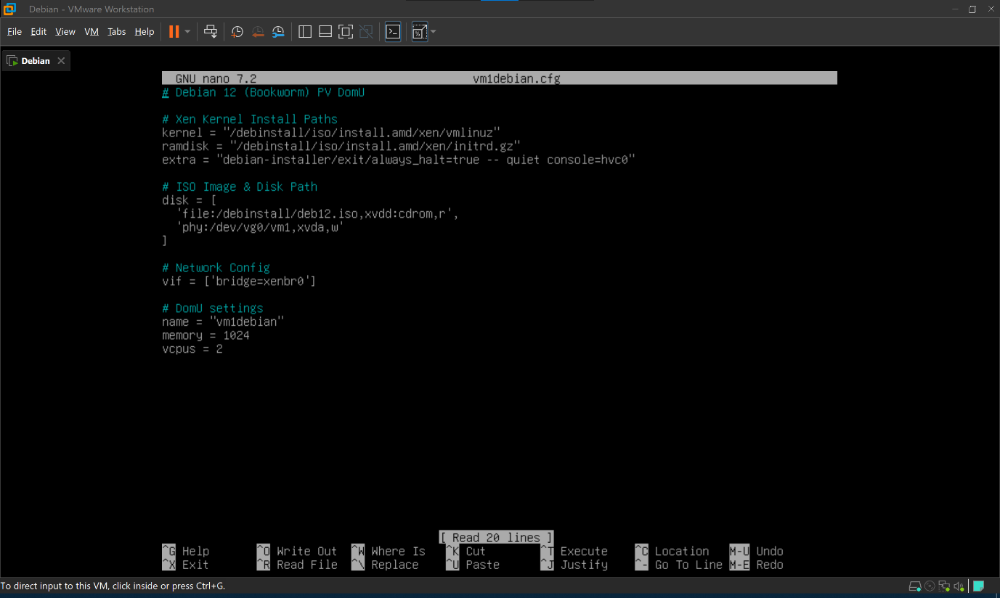 Debian - VMware Workstation
File Edit View VM Tabs Help
Debian
GNU nano 7.2 vm1debian.cfg
# Debian 12 (Bookworm) PV DomU
# Xen Kernel Install Paths
kernel = "/debinstall/iso/install.amd/xen/vmlinuz"
ramdisk = "/debinstall/iso/install.amd/xen/initrd.gz"
extra = "debian-installer/exit/always_halt=true -- quiet console=hvc0"
# ISO Image & Disk Path
disk = [
'file:/debinstall/deb12.iso,xvdd:cdrom,r',
'phy:/dev/vg0/vm1,xvda,w'
]
# Network Config
vif = ['bridge=xenbr0']
# DomU settings
name = "vm1debian"
memory = 1024
vcpus = 2
[ Read 20 lines ]
^G Help ^O Write Out ^W Where Is ^K Cut ^T Execute ^C Location M-U Undo
^X Exit ^R Read File ^\ Replace ^U Paste ^J Justify ^- Go To Line M-E Redo
To direct input to this VM, click inside or press Ctrl+G.